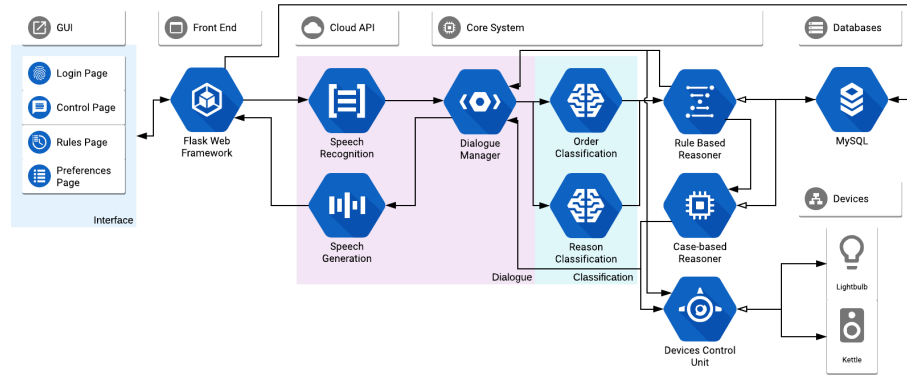 GUI
Front End
Cloud API
Core System
Databases
Login Page
Control Page
Rules Page
Preferences
Page
Interface
Flask Web
Framework
Speech
Recognition
Dialogue
Manager
Order
Classification
Rule Based
Reasoner
MySQL
Speech
Generation
Reason
Classification
Case-based
Reasoner
Devices
Dialogue
Classification
Lightbulb
Devices Control
Unit
Kettle